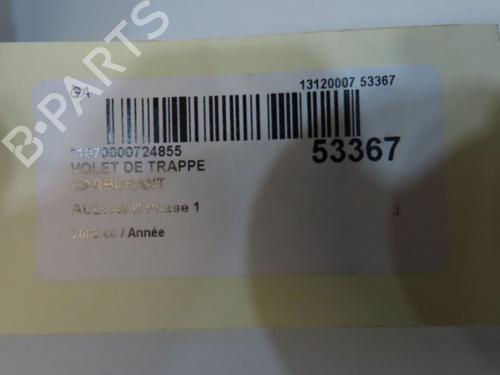 B-PARTS
GA
13120007 53367
53367
VOLET DE TRAPPE
CARBURANT
Phase 1
cc / Année